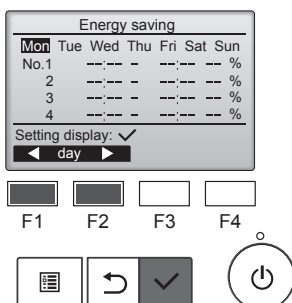 Energy saving
Mon Tue Wed Thu Fri Sat Sun
No.1 --:-- - --:-- -- %
2 --:-- - --:-- -- %
3 --:-- - --:-- -- %
4 --:-- - --:-- -- %
Setting display: ✓
◀ day ▶
F1 F2 F3 F4